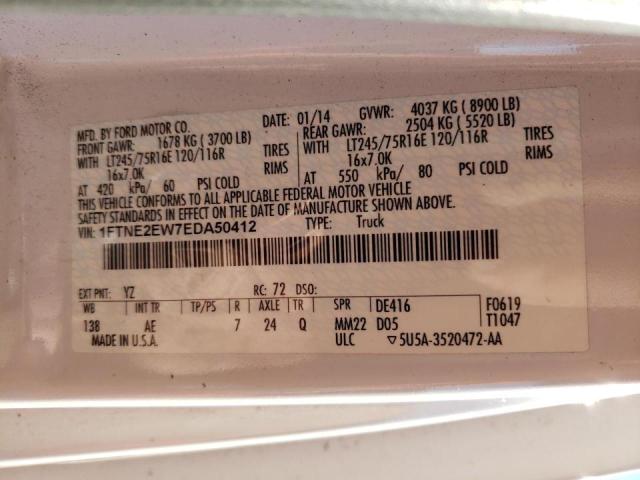 MFD. BY FORD MOTOR CO.
DATE: 01/14 GVWR: 4037 KG ( 8900 LB)
FRONT GAWR: 1678 KG ( 3700 LB) REAR GAWR: 2504 KG ( 5520 LB)
WITH LT245/75R16E 120/116R TIRES WITH LT245/75R16E 120/116R TIRES
16x7.0K RIMS 16x7.0K RIMS
AT 420 kPa/ 60 PSI COLD AT 550 kPa/ 80 PSI COLD
THIS VEHICLE CONFORMS TO ALL APPLICABLE FEDERAL MOTOR VEHICLE
SAFETY STANDARDS IN EFFECT ON THE DATE OF MANUFACTURE SHOWN ABOVE
VIN: 1FTNE2EW7EDA50412 TYPE: Truck
EXT PNT: YZ RC: 72 DSO:
WB INT TR TP/PS R AXLE TR SPR DE416 F0619
138 AE 7 24 Q MM22 D05 T1047
MADE IN U.S.A. ULC 5U5A-3520472-AA